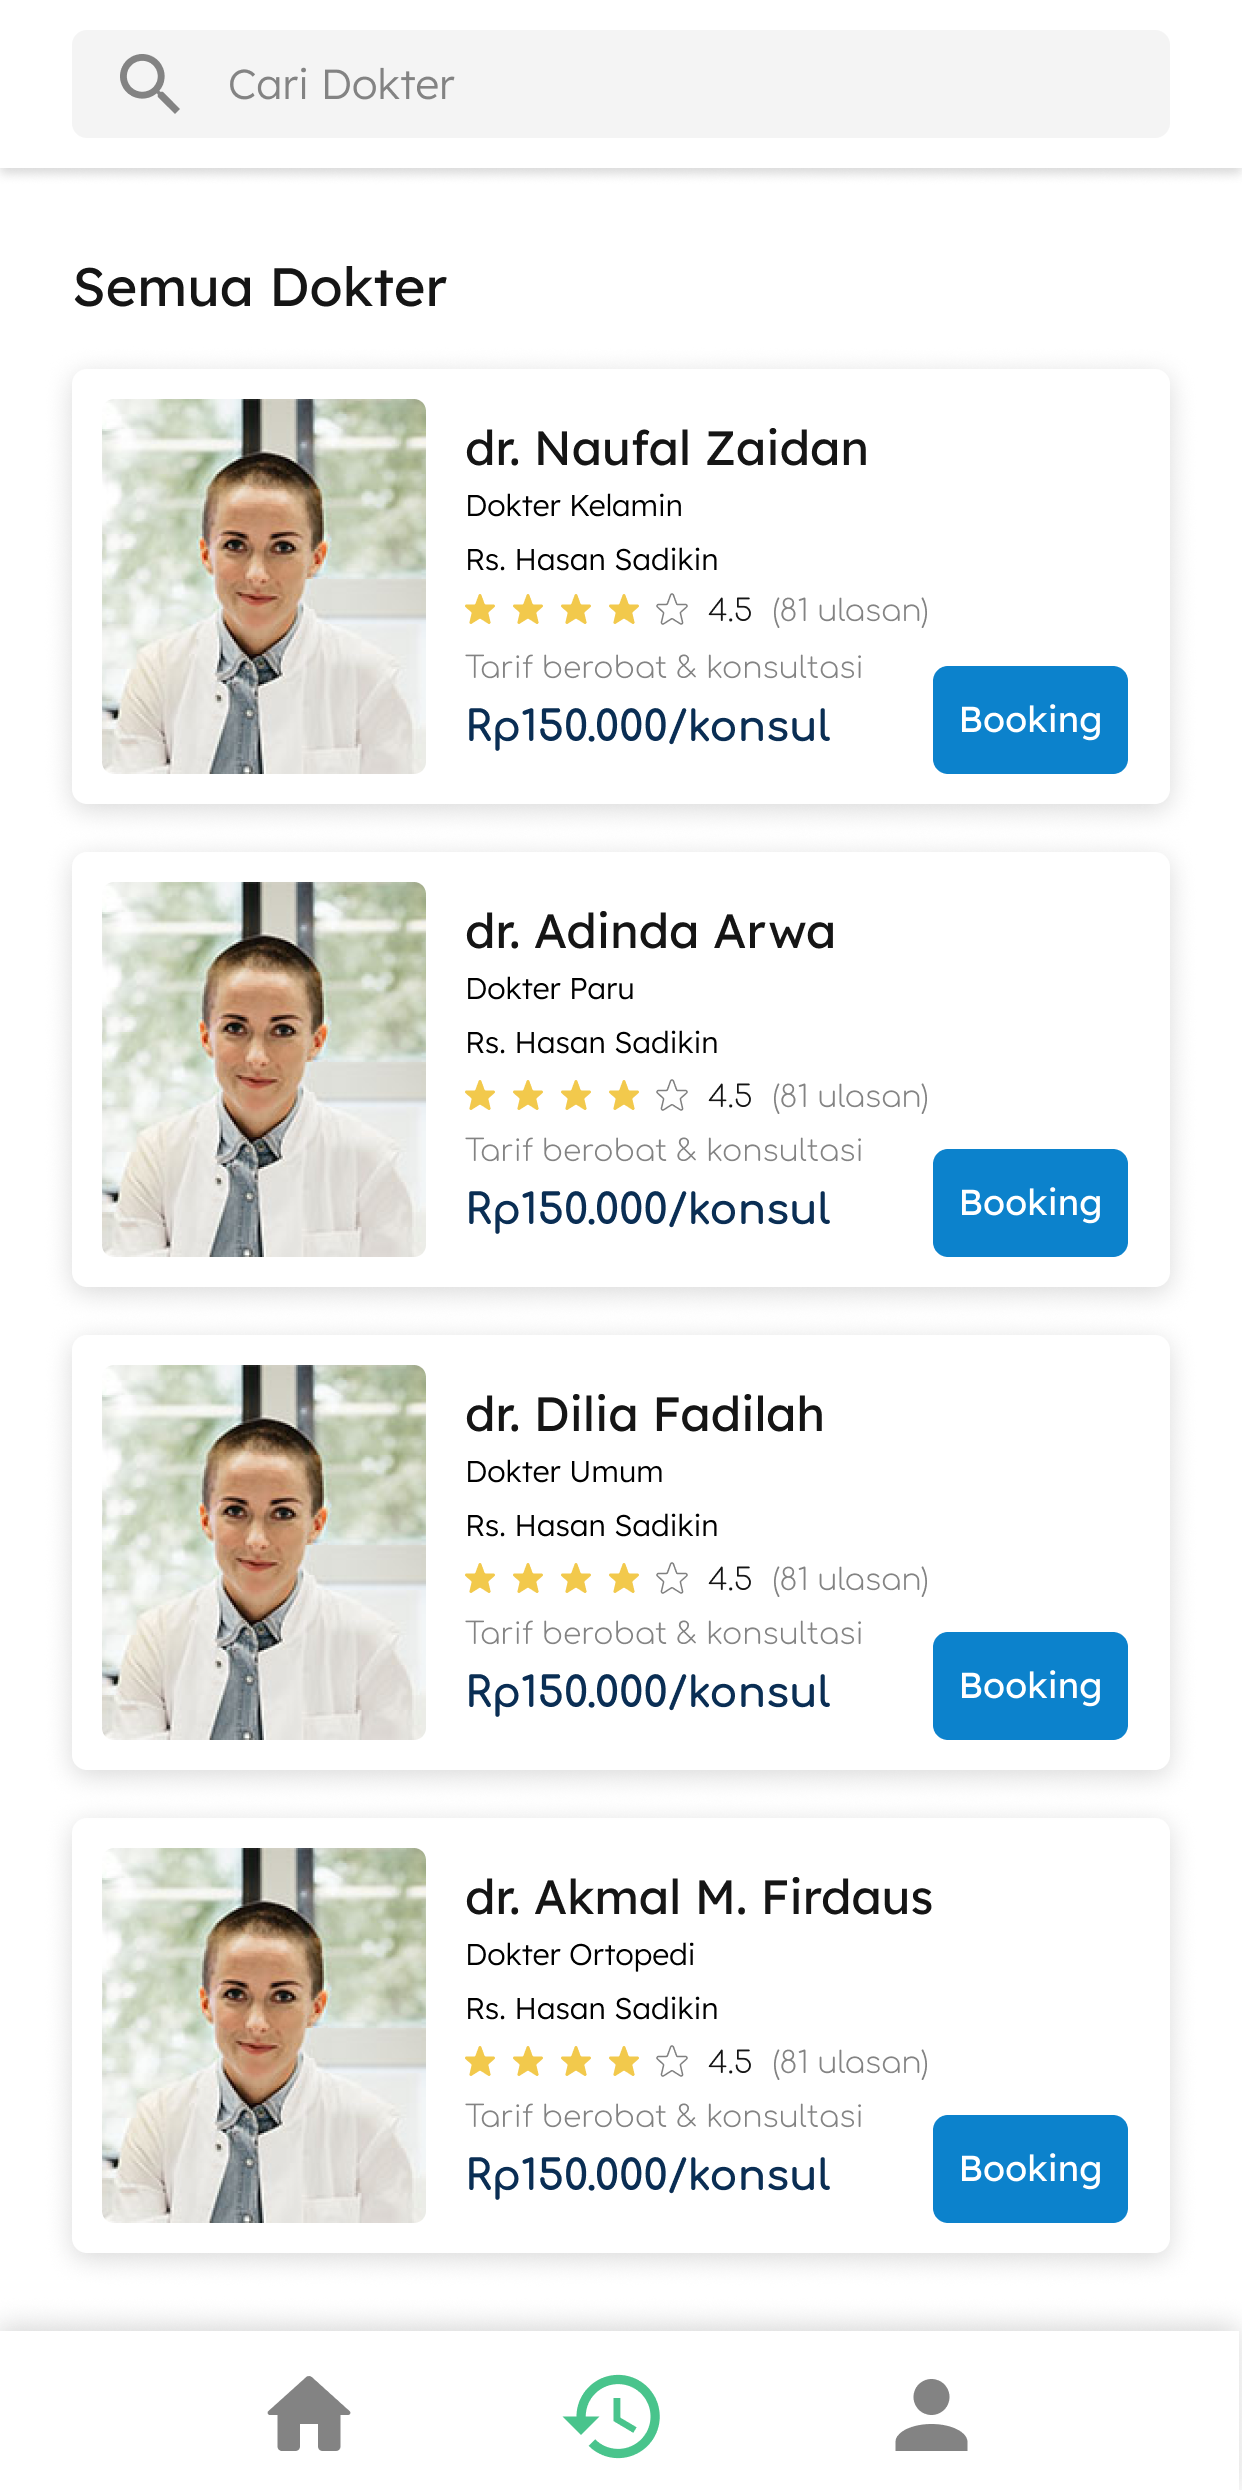 Cari Dokter
Semua Dokter
dr. Naufal Zaidan
Dokter Kelamin
Rs. Hasan Sadikin
4.5 (81 ulasan)
Tarif berobat & konsultasi
Rp150.000/konsul
Booking
dr. Adinda Arwa
Dokter Paru
Rs. Hasan Sadikin
4.5 (81 ulasan)
Tarif berobat & konsultasi
Rp150.000/konsul
Booking
dr. Dilia Fadilah
Dokter Umum
Rs. Hasan Sadikin
4.5 (81 ulasan)
Tarif berobat & konsultasi
Rp150.000/konsul
Booking
dr. Akmal M. Firdaus
Dokter Ortopedi
Rs. Hasan Sadikin
4.5 (81 ulasan)
Tarif berobat & konsultasi
Rp150.000/konsul
Booking